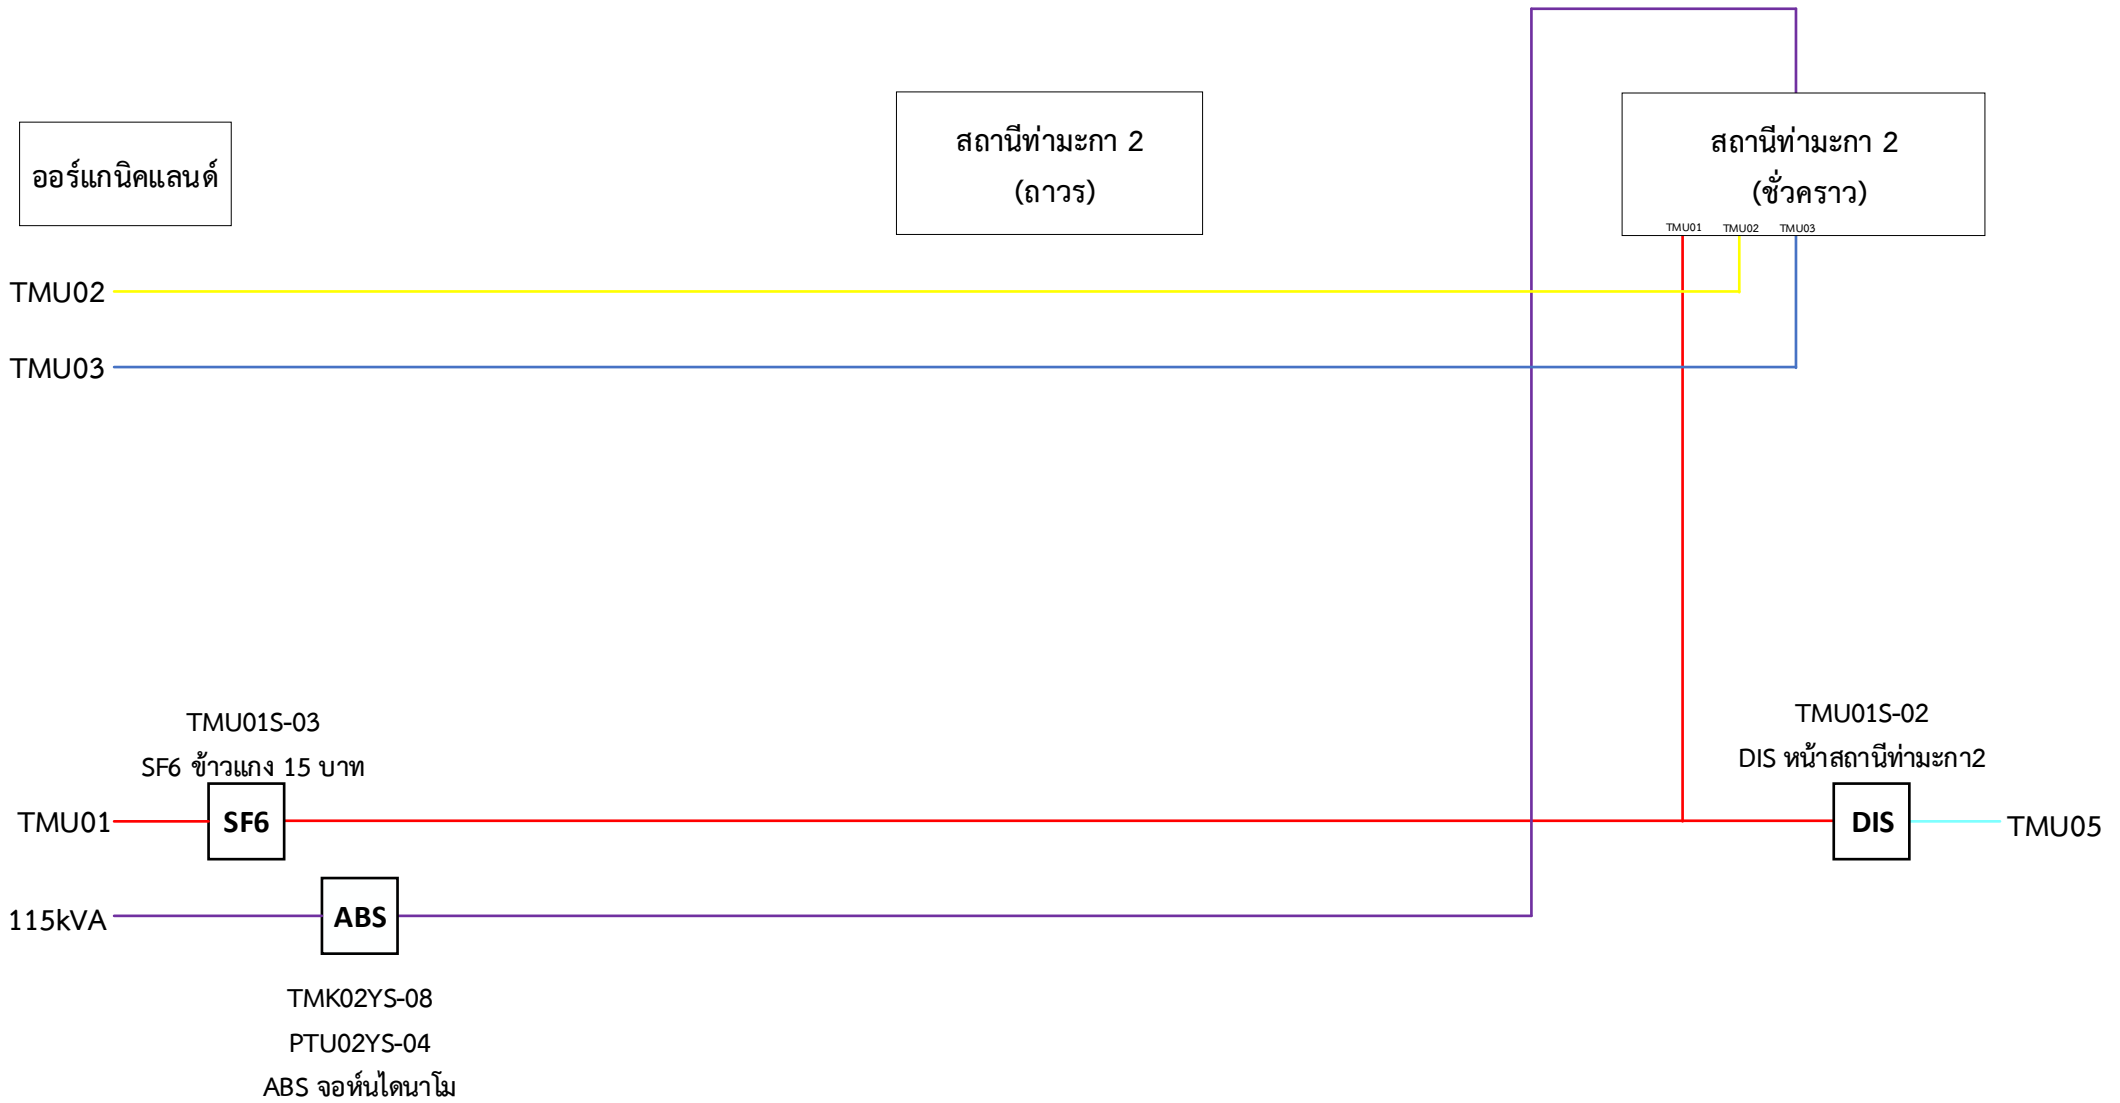 ออร์แกนิคแลนด์
สถานีท่ามะกา 2
(ถาวร)
สถานีท่ามะกา 2
(ชั่วคราว)
TMU01 TMU02 TMU03
TMU02
TMU03
TMU01S-03
SF6 ข้าวแกง 15 บาท
TMU01S-02
DIS หน้าสถานีท่ามะกา2
TMU01
SF6
DIS
TMU05
115kVA
ABS
TMK02YS-08
PTU02YS-04
ABS จอห์นไดนาโม